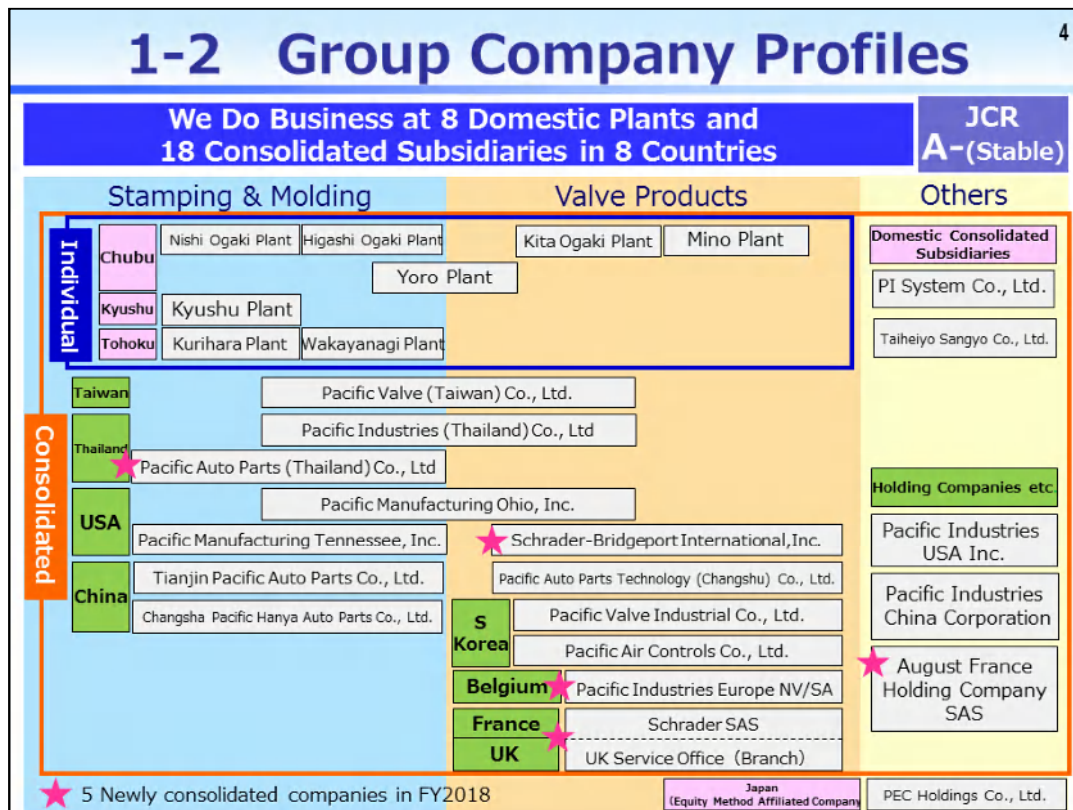 4
1-2 Group Company Profiles
We Do Business at 8 Domestic Plants and
18 Consolidated Subsidiaries in 8 Countries
JCR
A-(Stable)
Stamping & Molding
Valve Products
Others
Individual
Chubu
Nishi Ogaki Plant
Higashi Ogaki Plant
Kita Ogaki Plant
Mino Plant
Yoro Plant
Kyushu
Kyushu Plant
Tohoku
Kurihara Plant
Wakayanagi Plant
Domestic Consolidated
Subsidiaries
PI System Co., Ltd.
Taiheiyo Sangyo Co., Ltd.
Consolidated
Taiwan
Pacific Valve (Taiwan) Co., Ltd.
Thailand
Pacific Industries (Thailand) Co., Ltd
Pacific Auto Parts (Thailand) Co., Ltd
USA
Pacific Manufacturing Ohio, Inc.
Pacific Manufacturing Tennessee, Inc.
Schrader-Bridgeport International,Inc.
China
Tianjin Pacific Auto Parts Co., Ltd.
Pacific Auto Parts Technology (Changshu) Co., Ltd.
Changsha Pacific Hanya Auto Parts Co., Ltd.
S
Korea
Pacific Valve Industrial Co., Ltd.
Pacific Air Controls Co., Ltd.
Belgium
Pacific Industries Europe NV/SA
France
Schrader SAS
UK
UK Service Office (Branch)
Holding Companies etc.
Pacific Industries
USA Inc.
Pacific Industries
China Corporation
August France
Holding Company
SAS
5 Newly consolidated companies in FY2018
Japan
(Equity Method Affiliated Company
PEC Holdings Co., Ltd.